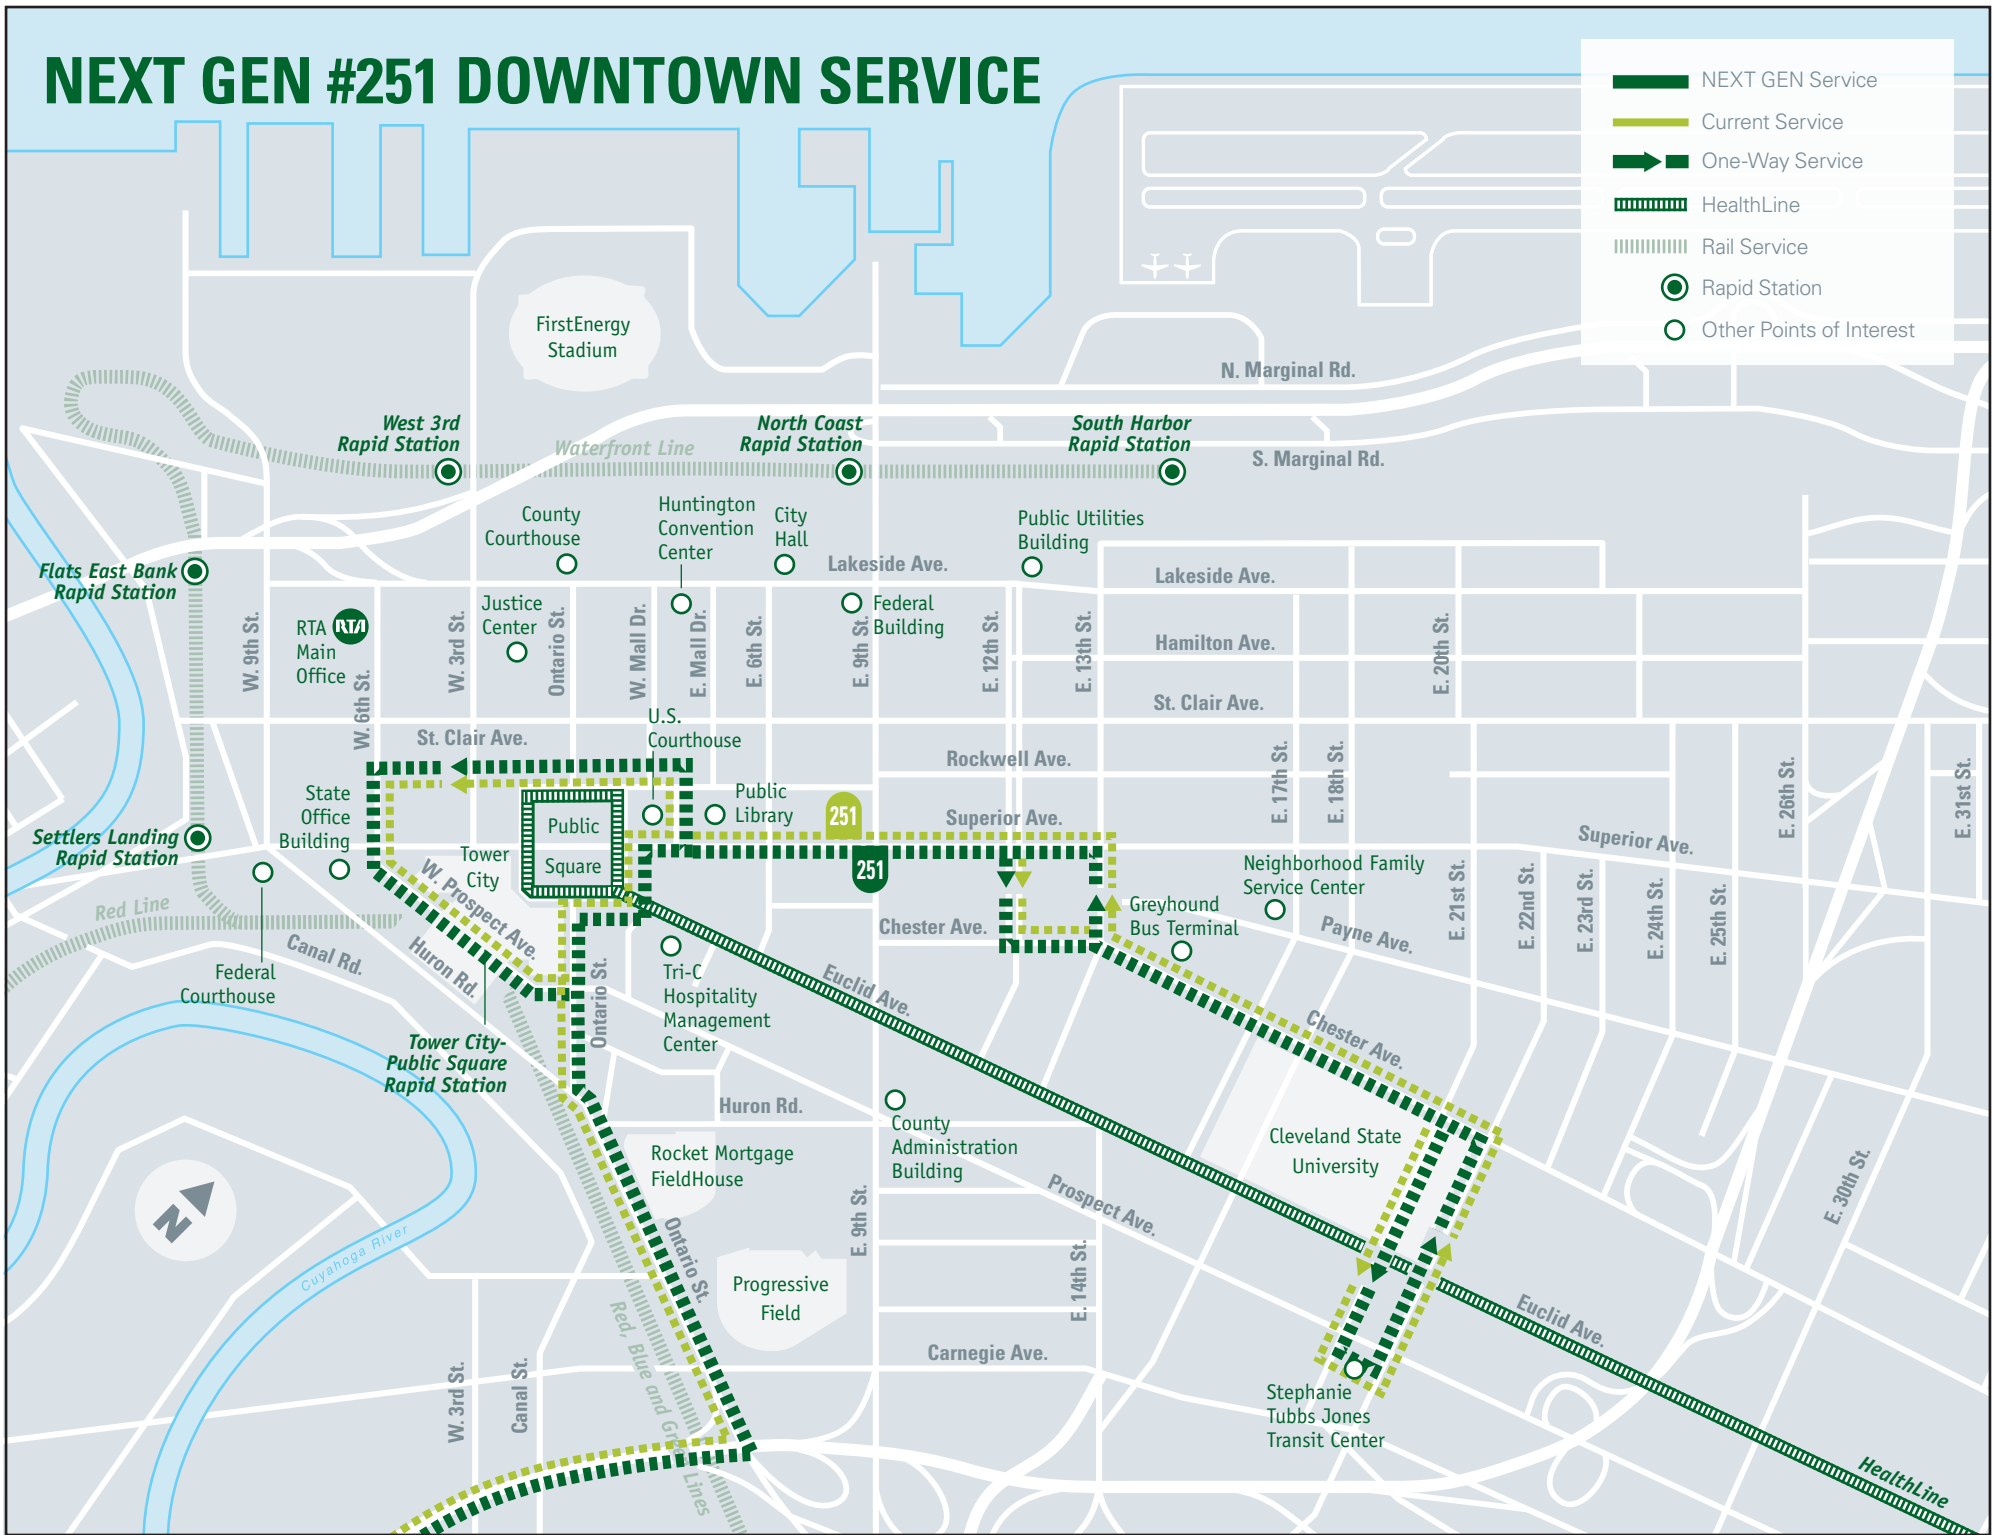 NEXT GEN #251 DOWNTOWN SERVICE
NEXT GEN Service
Current Service
One-Way Service
HealthLine
Rail Service
Rapid Station
Other Points of Interest
FirstEnergy
Stadium
N. Marginal Rd.
S. Marginal Rd.
West 3rd
Rapid Station
Waterfront Line
North Coast
Rapid Station
South Harbor
Rapid Station
County
Courthouse
Huntington
Convention
Center
City
Hall
Public Utilities
Building
Lakeside Ave.
Lakeside Ave.
Flats East Bank
Rapid Station
W. 9th St.
RTA
Main
Office
RTA
W. 6th St.
W. 3rd St.
Justice
Center
Ontario St.
W. Mall Dr.
E. Mall Dr.
E. 6th St.
E. 9th St.
Federal
Building
E. 12th St.
E. 13th St.
Hamilton Ave.
E. 20th St.
St. Clair Ave.
St. Clair Ave.
U.S.
Courthouse
Rockwell Ave.
E. 17th St.
E. 18th St.
E. 26th St.
E. 31st St.
State
Office
Building
Public
Library
251
Superior Ave.
Superior Ave.
Settlers Landing
Rapid Station
Public
Square
Tower
City
251
W. Prospect Ave.
Neighborhood Family
Service Center
E. 21st St.
E. 22nd St.
E. 23rd St.
E. 24th St.
E. 25th St.
Red Line
Greyhound
Bus Terminal
Chester Ave.
Payne Ave.
Canal Rd.
Huron Rd.
Federal
Courthouse
Tri-C
Hospitality
Management
Center
Euclid Ave.
Ontario St.
Chester Ave.
Tower City-
Public Square
Rapid Station
Huron Rd.
County
Administration
Building
Rocket Mortgage
FieldHouse
Cleveland State
University
E. 30th St.
Prospect Ave.
N
Cuyahoga River
Ontario St.
E. 9th St.
E. 14th St.
Progressive
Field
Euclid Ave.
Red, Blue and Green Lines
Carnegie Ave.
W. 3rd St.
Canal St.
Stephanie
Tubbs Jones
Transit Center
HealthLine